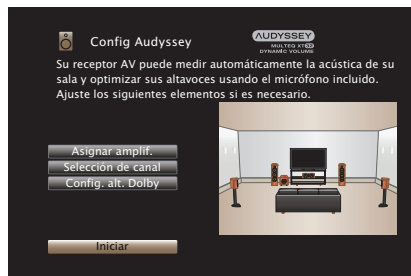 Config Audyssey
AUDYSSEY
MULTEQ XT32
DYNAMIC VOLUME
Su receptor AV puede medir automáticamente la acústica de su
sala y optimizar sus altavoces usando el micrófono incluido.
Ajuste los siguientes elementos si es necesario.
Asignar amplif.
Selección de canal
Config. alt. Dolby
Iniciar